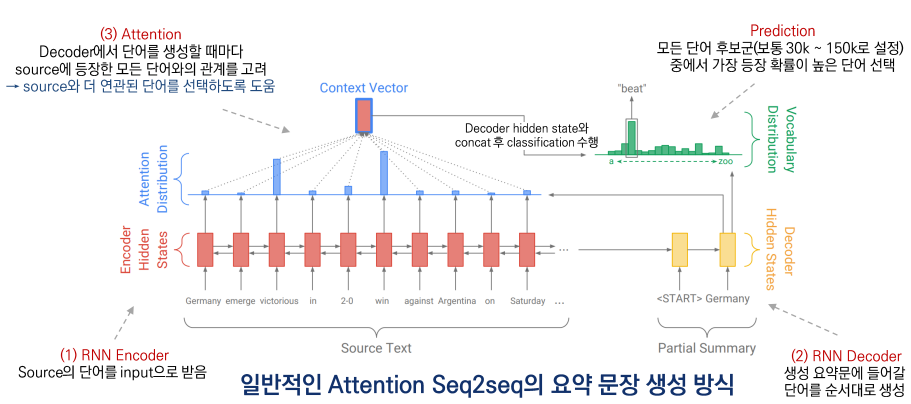 (3) Attention
Decoder에서 단어를 생성할 때마다
source에 등장한 모든 단어와의 관계를 고려
→ source와 더 연관된 단어를 선택하도록 도움
Prediction
모든 단어 후보군(보통 30k ~ 150k로 설정)
중에서 가장 등장 확률이 높은 단어 선택
Context Vector
"beat"
Decoder hidden state와
concat 후 classification 수행
a
zoo
Vocabulary
Distribution
Attention
Distribution
Encoder
Hidden
States
Decoder
Hidden States
...
Germany emerge victorious in 2-0 win against Argentina on Saturday ...
<START> Germany
Source Text
Partial Summary
(1) RNN Encoder
Source의 단어를 input으로 받음
(2) RNN Decoder
생성 요약문에 들어갈
단어를 순서대로 생성
일반적인 Attention Seq2seq의 요약 문장 생성 방식